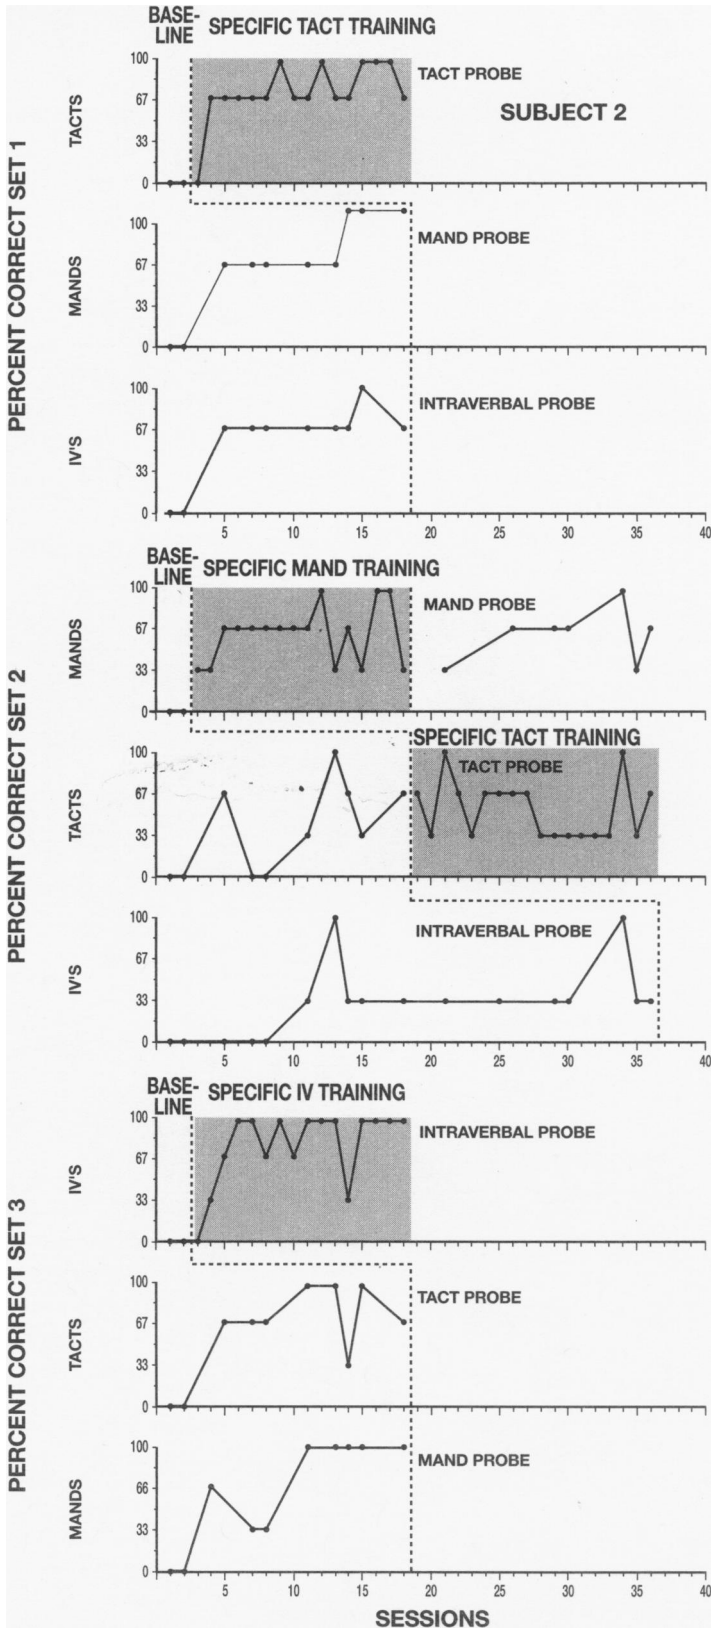 BASE-
LINE
SPECIFIC TACT TRAINING
PERCENT CORRECT SET 1
TACTS
100
67
33
0
TACT PROBE
SUBJECT 2
MANDS
100
67
33
0
MAND PROBE
IV'S
100
67
33
0
INTRAVERBAL PROBE
5 10 15 20 25 30 35 40
BASE-
LINE
SPECIFIC MAND TRAINING
PERCENT CORRECT SET 2
MANDS
100
67
33
0
MAND PROBE
TACTS
100
67
33
0
SPECIFIC TACT TRAINING
TACT PROBE
IV'S
100
67
33
0
INTRAVERBAL PROBE
5 10 15 20 25 30 35 40
BASE-
LINE
SPECIFIC IV TRAINING
PERCENT CORRECT SET 3
IV'S
100
67
33
0
INTRAVERBAL PROBE
TACTS
100
67
33
0
TACT PROBE
MANDS
100
66
33
0
MAND PROBE
5 10 15 20 25 30 35 40
SESSIONS